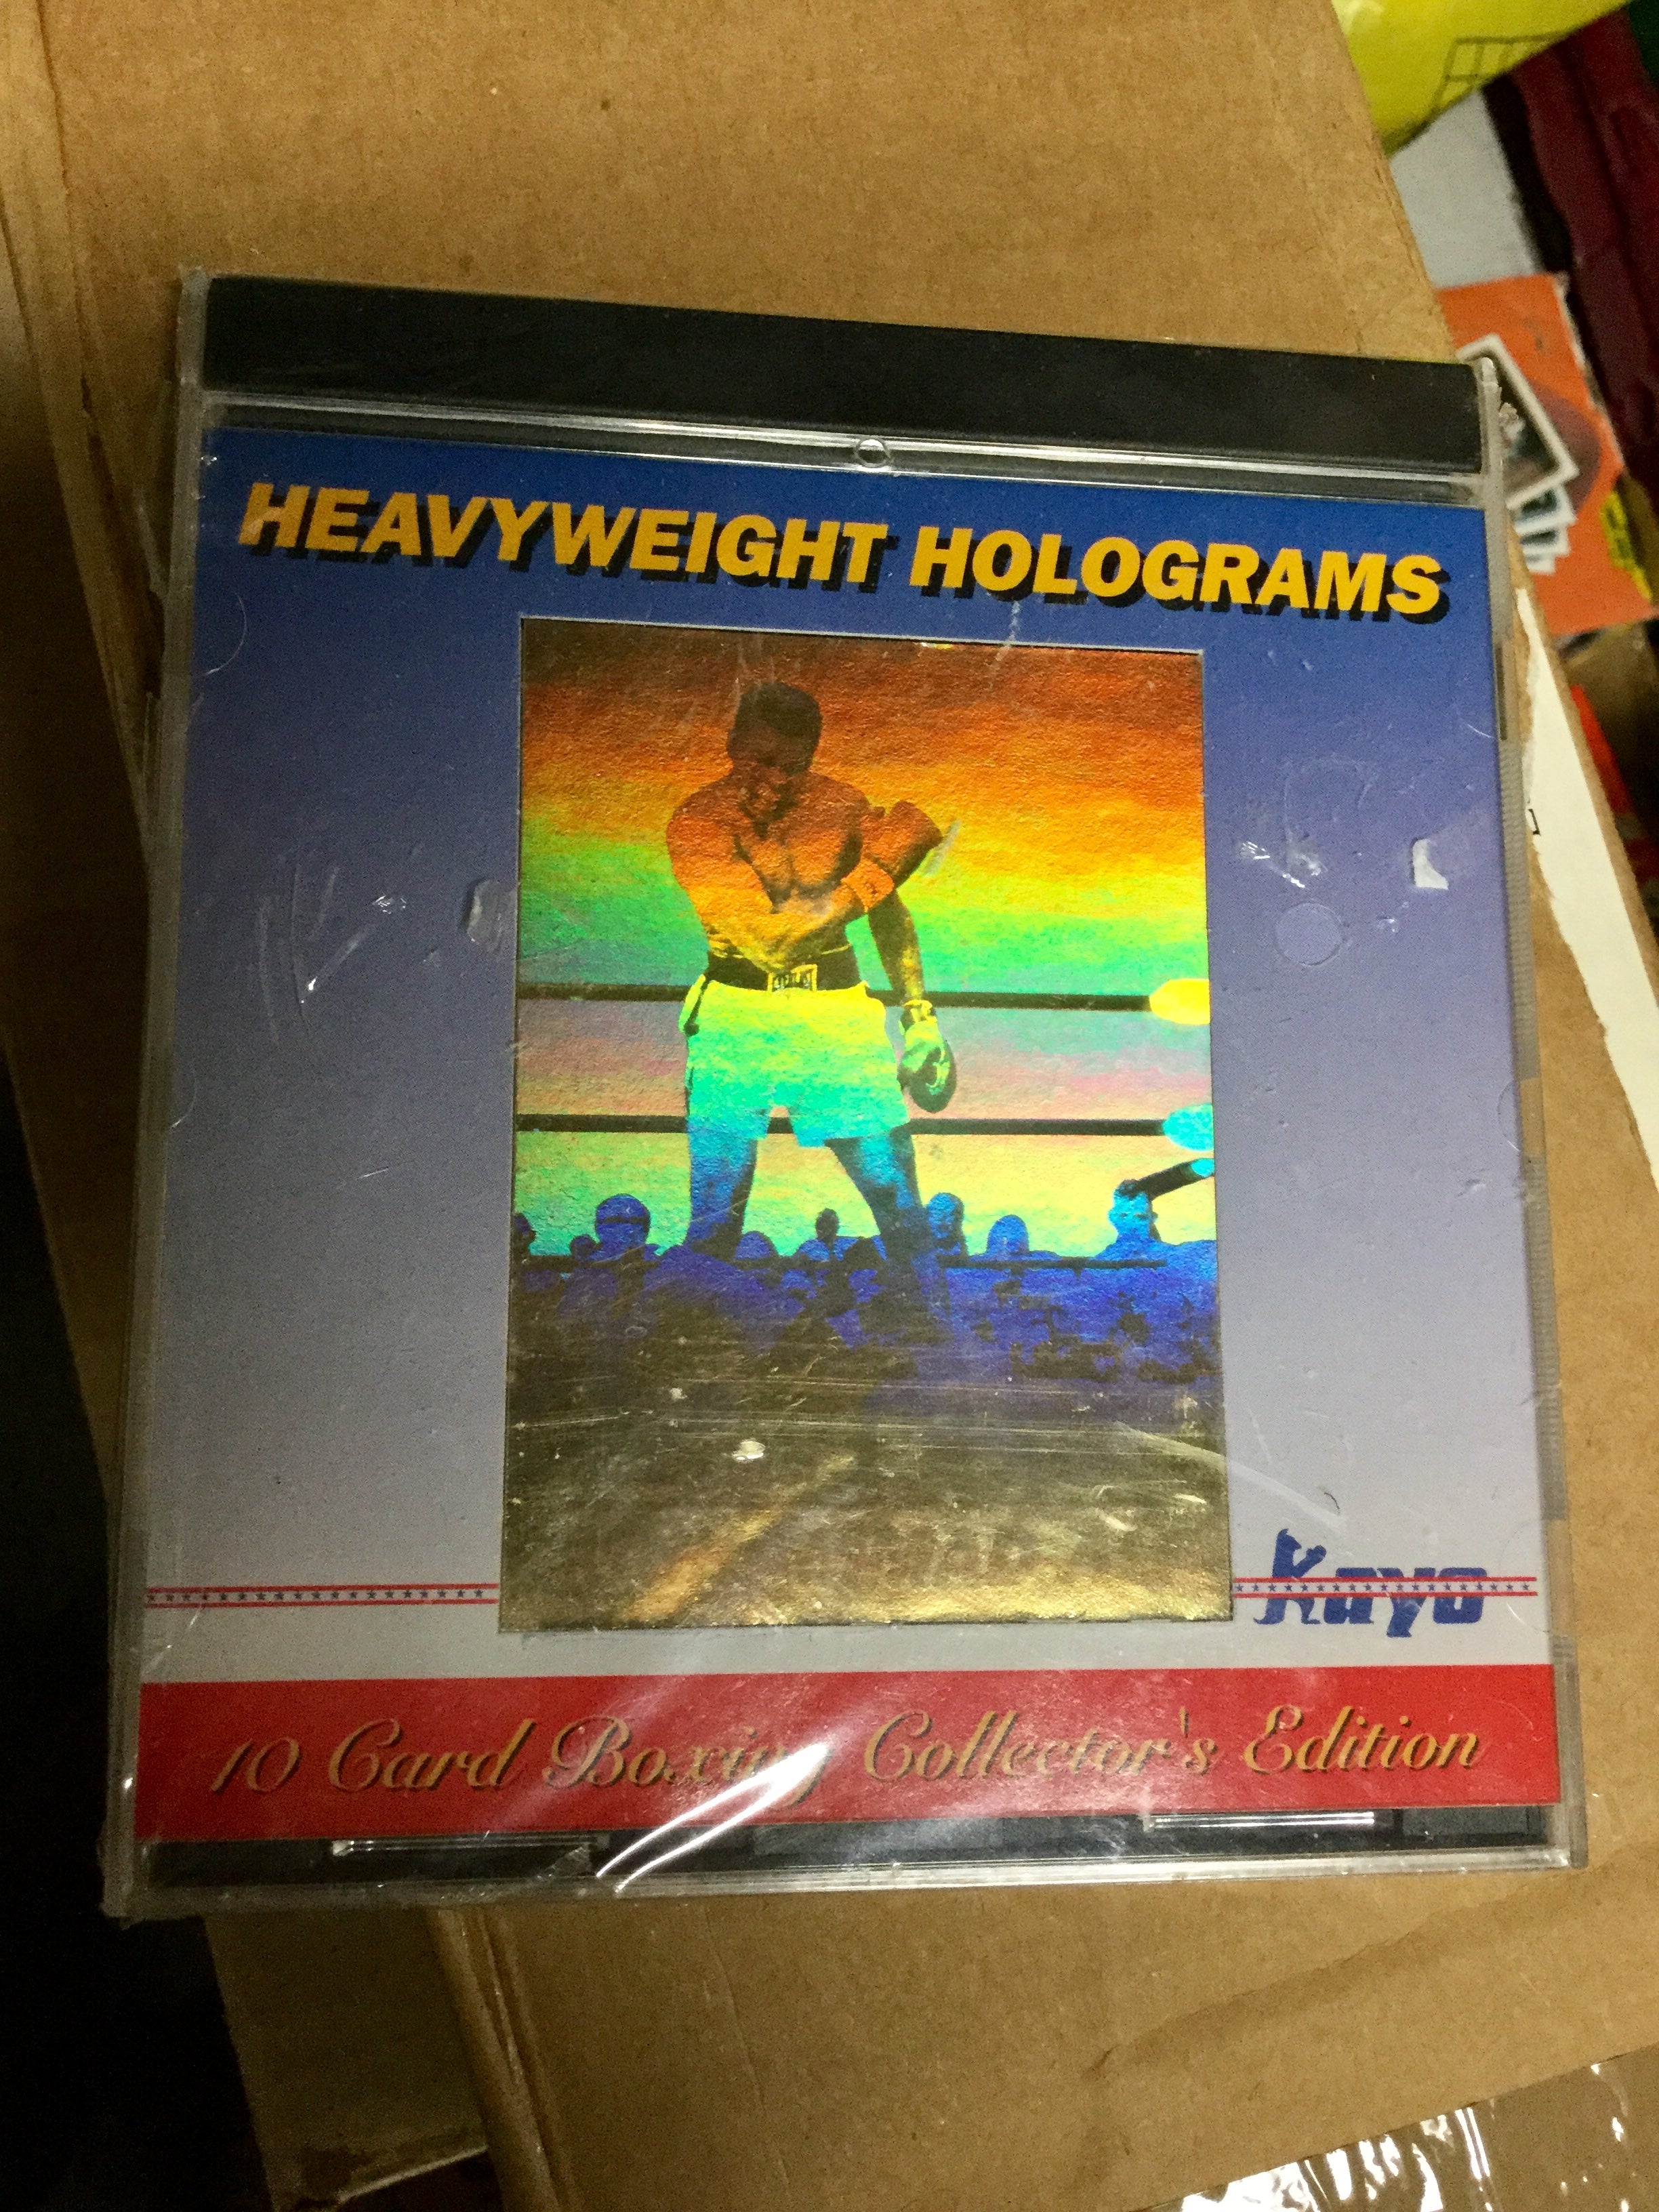 HEAVYWEIGHT HOLOGRAMS
Kayo
10 Card Boxing Collector's Edition